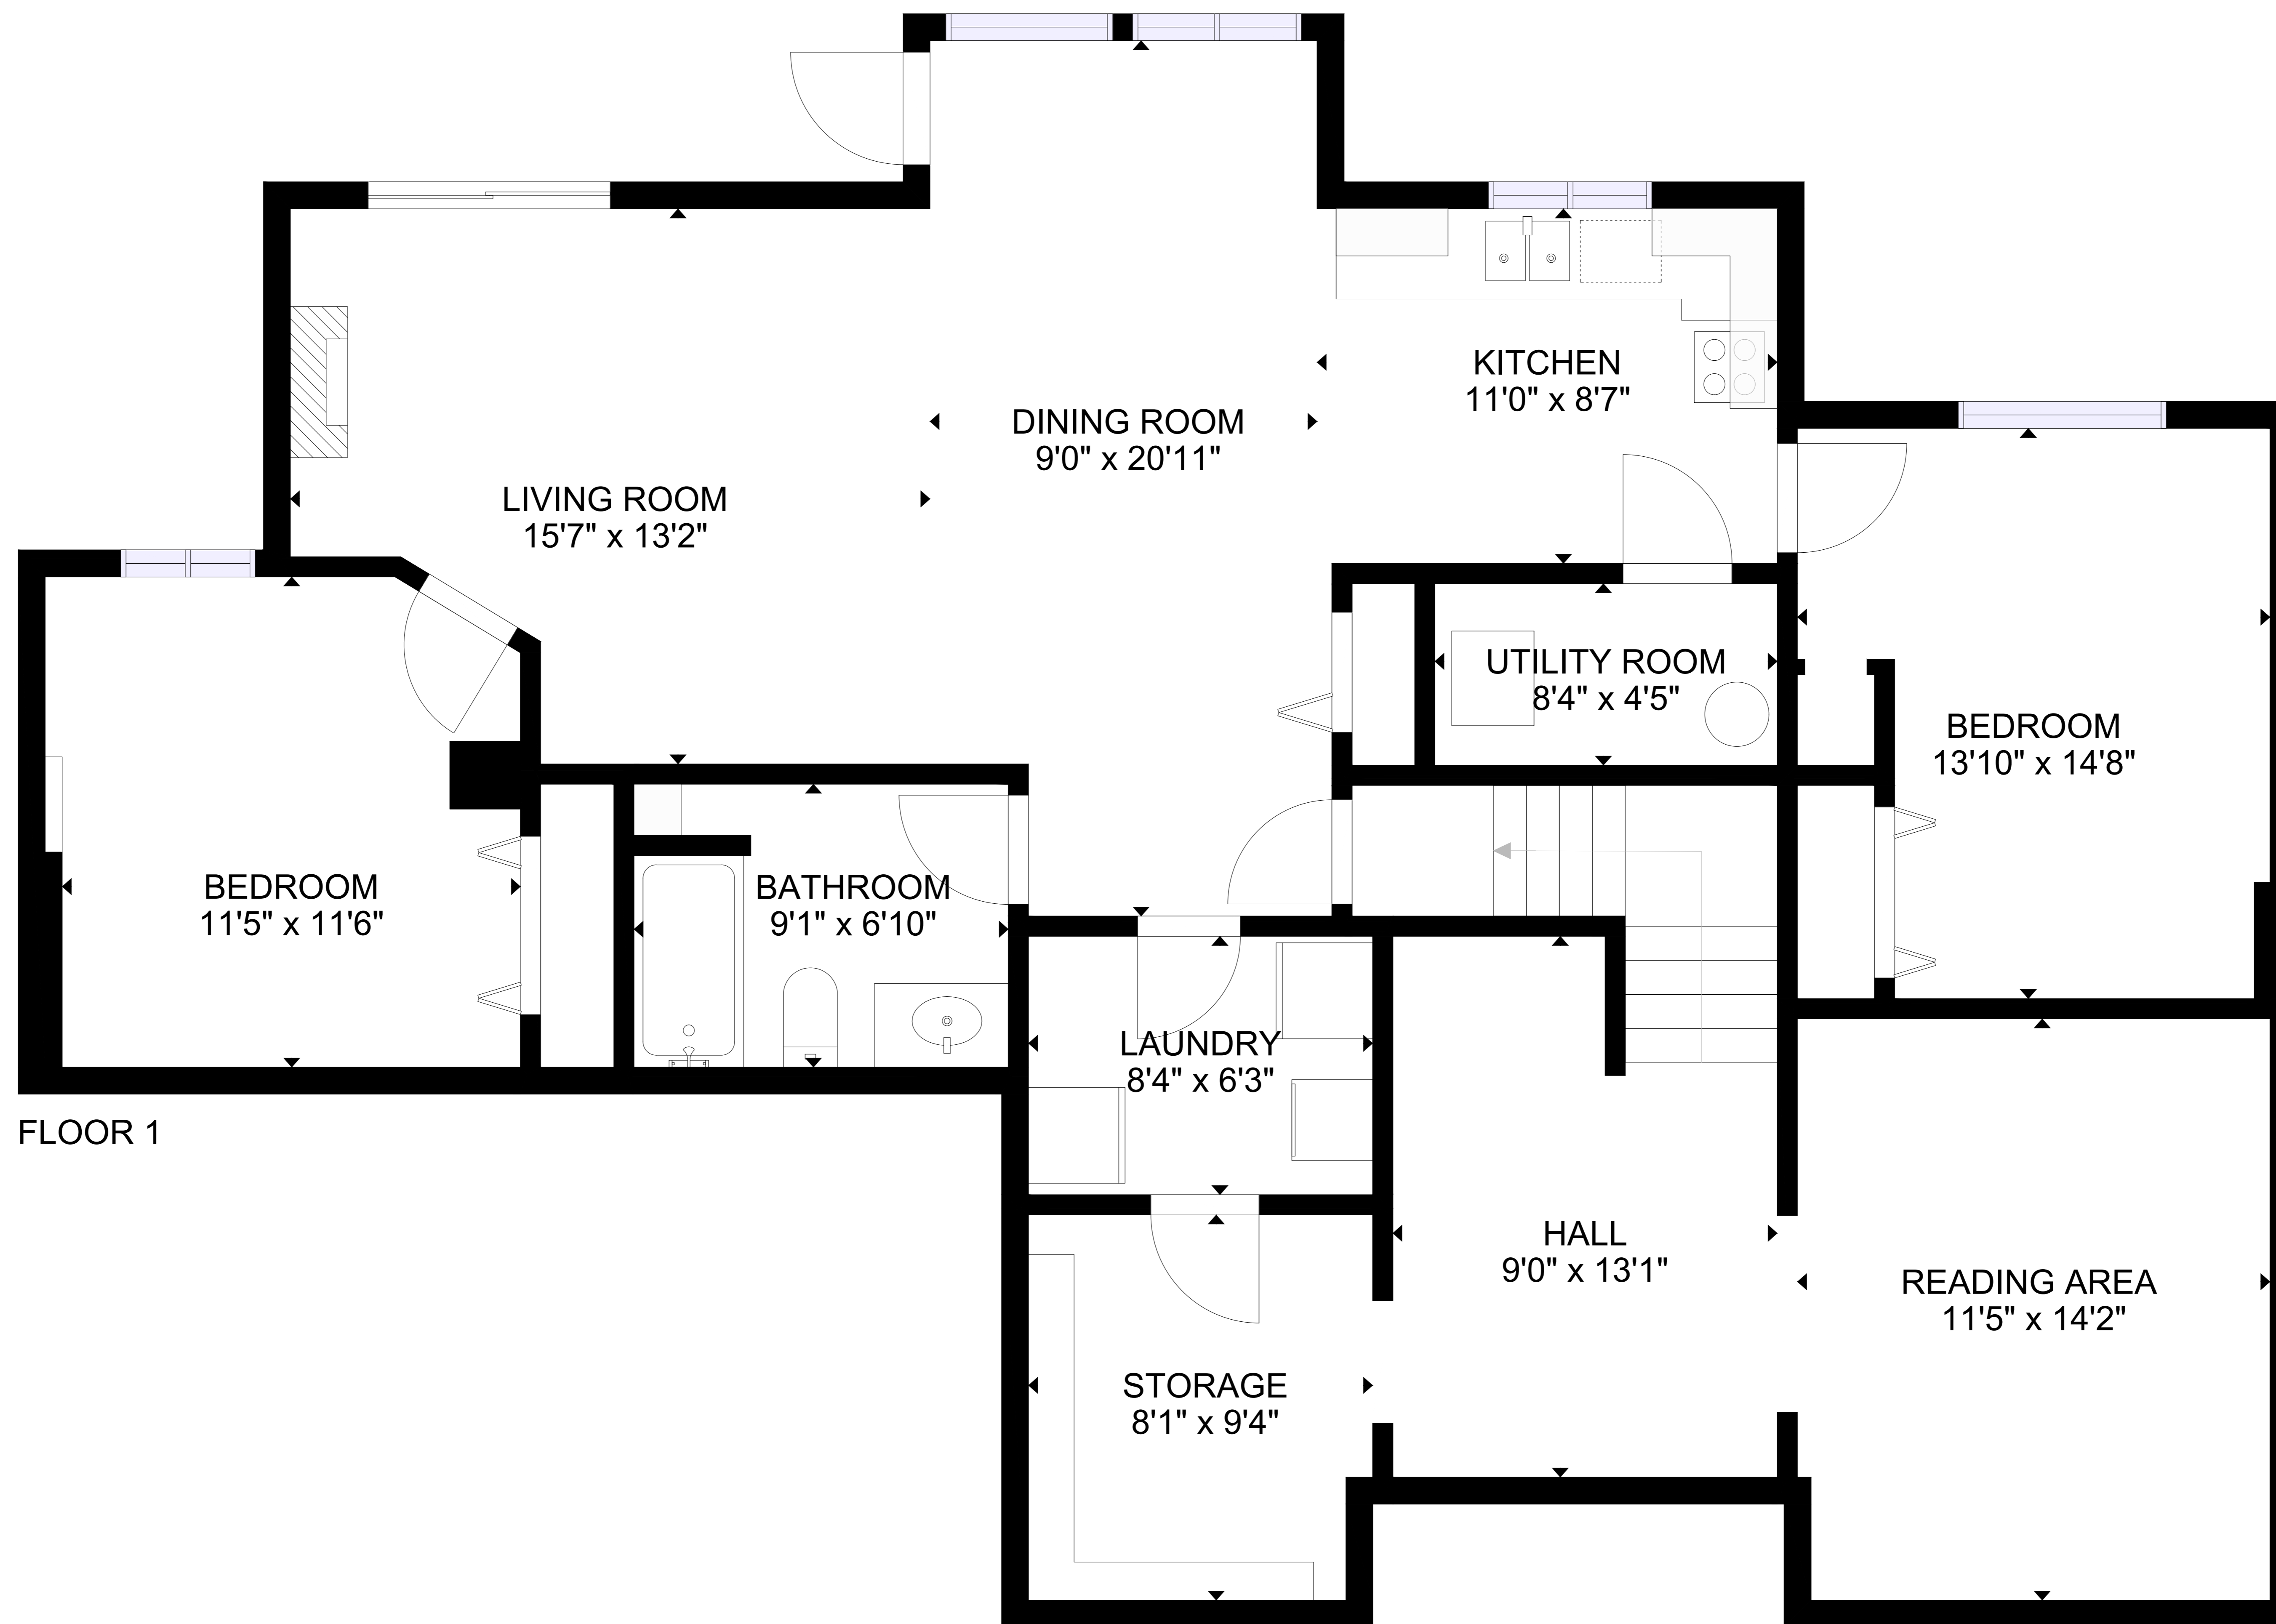 KITCHEN
11'0" x 8'7"
DINING ROOM
9'0" x 20'11"
LIVING ROOM
15'7" x 13'2"
UTILITY ROOM
8'4" x 4'5"
BEDROOM
13'10" x 14'8"
BEDROOM
11'5" x 11'6"
BATHROOM
9'1" x 6'10"
LAUNDRY
8'4" x 6'3"
FLOOR 1
HALL
9'0" x 13'1"
READING AREA
11'5" x 14'2"
STORAGE
8'1" x 9'4"